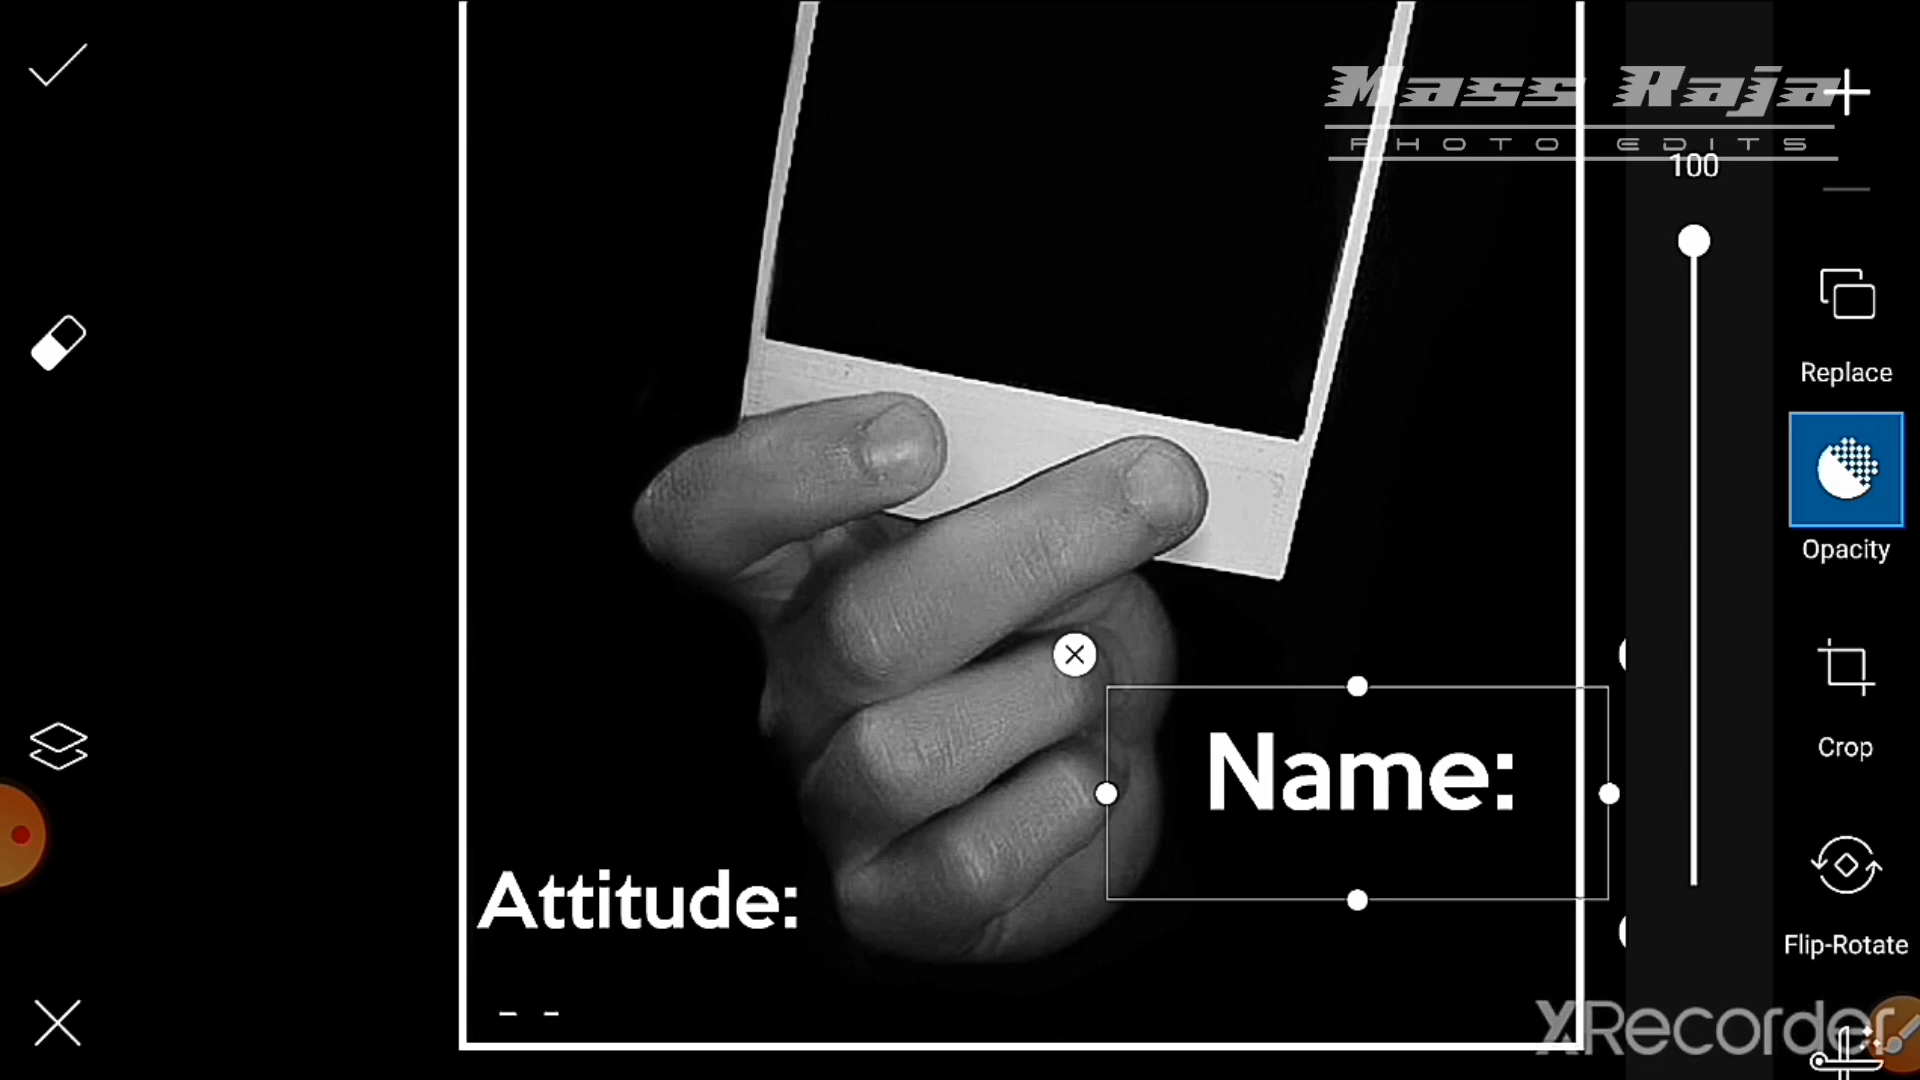 Mass Raja
PHOTO EDITS
100
Replace
Opacity
Crop
Name:
Attitude:
Flip-Rotate
XRecorder